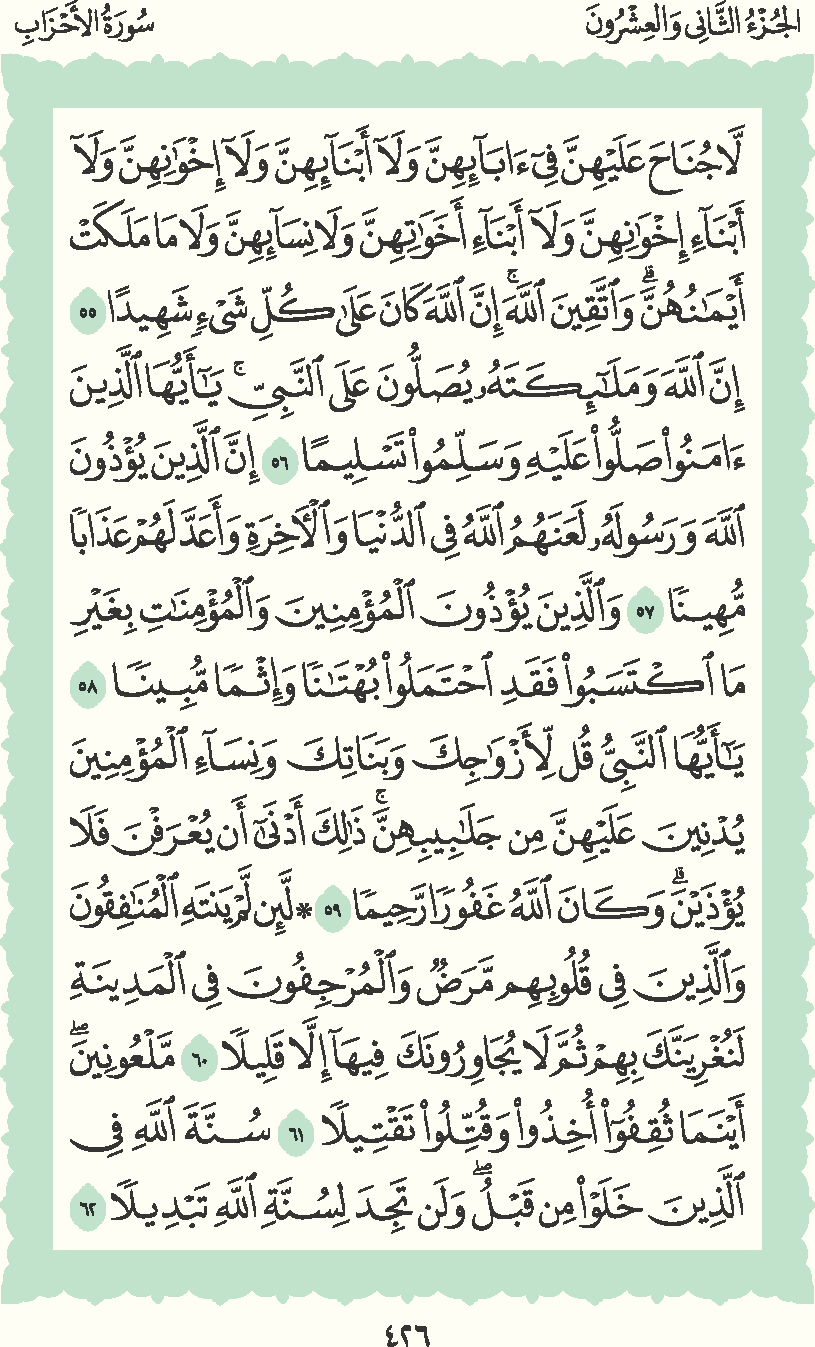 الجُزْءُ الثَّانِي وَالعِشْرُونَ
سُورَةُ الأَحْزَابِ
لَّا جُنَاحَ عَلَيْهِنَّ فِىٓ ءَابَآئِهِنَّ وَلَآ أَبْنَآئِهِنَّ وَلَآ إِخْوَٰنِهِنَّ وَلَآ
أَبْنَآءِ إِخْوَٰنِهِنَّ وَلَآ أَبْنَآءِ أَخَوَٰتِهِنَّ وَلَا نِسَآئِهِنَّ وَلَا مَا مَلَكَتْ
أَيْمَٰنُهُنَّۗ وَٱتَّقِينَ ٱللَّهَۚ إِنَّ ٱللَّهَ كَانَ عَلَىٰ كُلِّ شَىْءٍ شَهِيدًا ٥٥
إِنَّ ٱللَّهَ وَمَلَٰٓئِكَتَهُۥ يُصَلُّونَ عَلَى ٱلنَّبِىِّۚ يَٰٓأَيُّهَا ٱلَّذِينَ
ءَامَنُوا۟ صَلُّوا۟ عَلَيْهِ وَسَلِّمُوا۟ تَسْلِيمًا ٥٦ إِنَّ ٱلَّذِينَ يُؤْذُونَ
ٱللَّهَ وَرَسُولَهُۥ لَعَنَهُمُ ٱللَّهُ فِى ٱلدُّنْيَا وَٱلْءَاخِرَةِ وَأَعَدَّ لَهُمْ عَذَابًا
مُّهِينًا ٥٧ وَٱلَّذِينَ يُؤْذُونَ ٱلْمُؤْمِنِينَ وَٱلْمُؤْمِنَٰتِ بِغَيْرِ
مَا ٱكْتَسَبُوا۟ فَقَدِ ٱحْتَمَلُوا۟ بُهْتَٰنًا وَإِثْمًا مُّبِينًا ٥٨
يَٰٓأَيُّهَا ٱلنَّبِىُّ قُل لِّأَزْوَٰجِكَ وَبَنَاتِكَ وَنِسَآءِ ٱلْمُؤْمِنِينَ
يُدْنِينَ عَلَيْهِنَّ مِن جَلَٰبِيبِهِنَّۚ ذَٰلِكَ أَدْنَىٰٓ أَن يُعْرَفْنَ فَلَا
يُؤْذَيْنَۗ وَكَانَ ٱللَّهُ غَفُورًا رَّحِيمًا ٥٩ * لَّئِن لَّمْ يَنتَهِ ٱلْمُنَٰفِقُونَ
وَٱلَّذِينَ فِى قُلُوبِهِم مَّرَضٌ وَٱلْمُرْجِفُونَ فِى ٱلْمَدِينَةِ
لَنُغْرِيَنَّكَ بِهِمْ ثُمَّ لَا يُجَاوِرُونَكَ فِيهَآ إِلَّا قَلِيلًا ٦٠ مَّلْعُونِينَۖ
أَيْنَمَا ثُقِفُوٓا۟ أُخِذُوا۟ وَقُتِّلُوا۟ تَقْتِيلًا ٦١ سُنَّةَ ٱللَّهِ فِى
ٱلَّذِينَ خَلَوْا۟ مِن قَبْلُۖ وَلَن تَجِدَ لِسُنَّةِ ٱللَّهِ تَبْدِيلًا ٦٢
٤٢٦